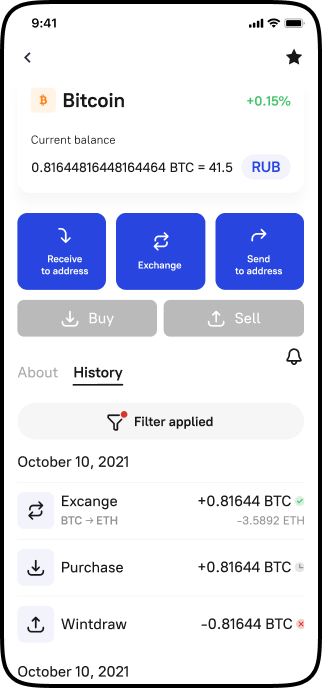 9:41
Bitcoin
+0.15%
Current balance
0.81644816448164464 BTC = 41.5 RUB
Receive
to address
Exchange
Send
to address
Buy
Sell
About
History
Filter applied
October 10, 2021
Excange
+0.81644 BTC
BTC → ETH
-3.5892 ETH
Purchase
+0.81644 BTC
Wintdraw
-0.81644 BTC
October 10, 2021